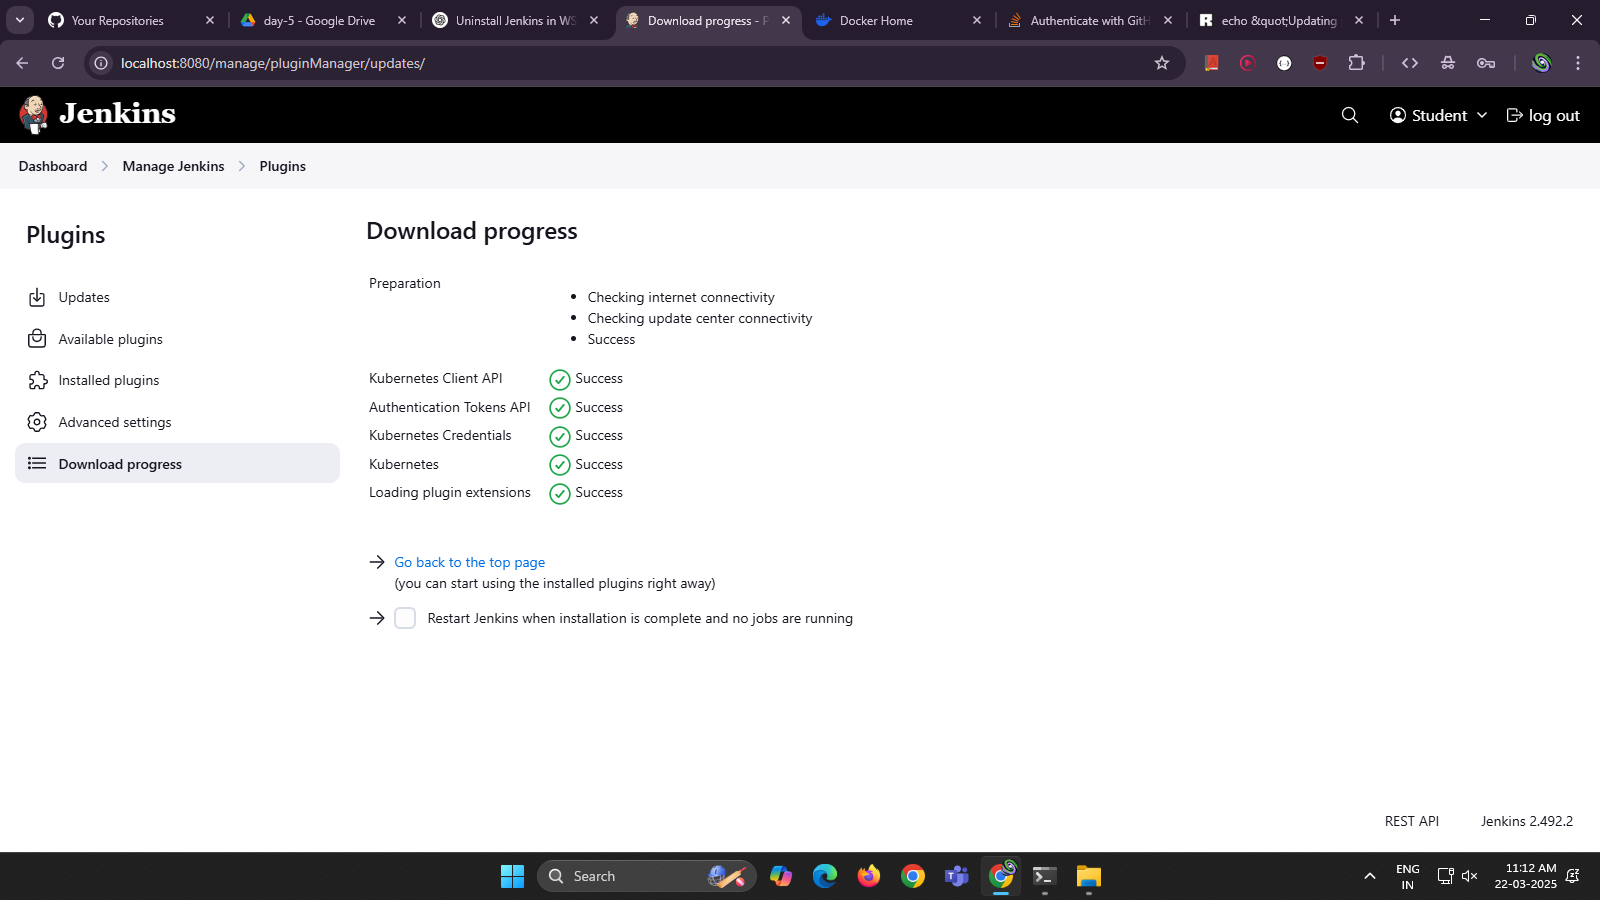 Your Repositories
day-5 - Google Drive
Uninstall Jenkins in WS
Download progress - P
Docker Home
Authenticate with GitH
echo &quot;Updating
localhost:8080/manage/pluginManager/updates/
Jenkins
Student
log out
Dashboard
Manage Jenkins
Plugins
Plugins
Updates
Available plugins
Installed plugins
Advanced settings
Download progress
Download progress
Preparation
Checking internet connectivity
Checking update center connectivity
Success
Kubernetes Client API Success
Authentication Tokens API Success
Kubernetes Credentials Success
Kubernetes Success
Loading plugin extensions Success
Go back to the top page
(you can start using the installed plugins right away)
Restart Jenkins when installation is complete and no jobs are running
REST API
Jenkins 2.492.2
Search
ENG
IN
11:12 AM
22-03-2025